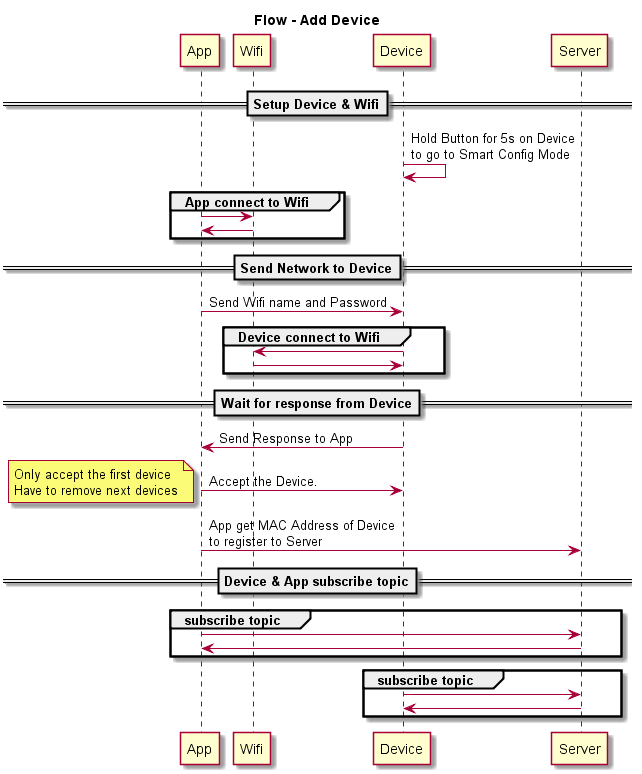 Flow - Add Device
App
Wifi
Device
Server
Setup Device & Wifi
Hold Button for 5s on Device
to go to Smart Config Mode
App connect to Wifi
Send Network to Device
Send Wifi name and Password
Device connect to Wifi
Wait for response from Device
Send Response to App
Only accept the first device
Have to remove next devices
Accept the Device.
App get MAC Address of Device
to register to Server
Device & App subscribe topic
subscribe topic
subscribe topic
App
Wifi
Device
Server